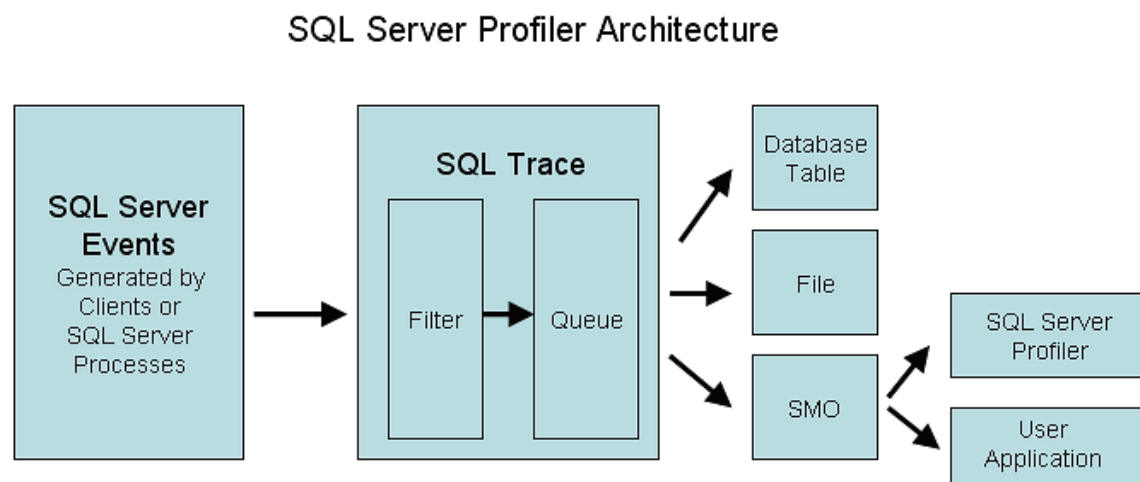 SQL Server Profiler Architecture
SQL Server
Events
Generated by
Clients or
SQL Server
Processes
SQL Trace
Filter
Queue
Database
Table
File
SMO
SQL Server
Profiler
User
Application